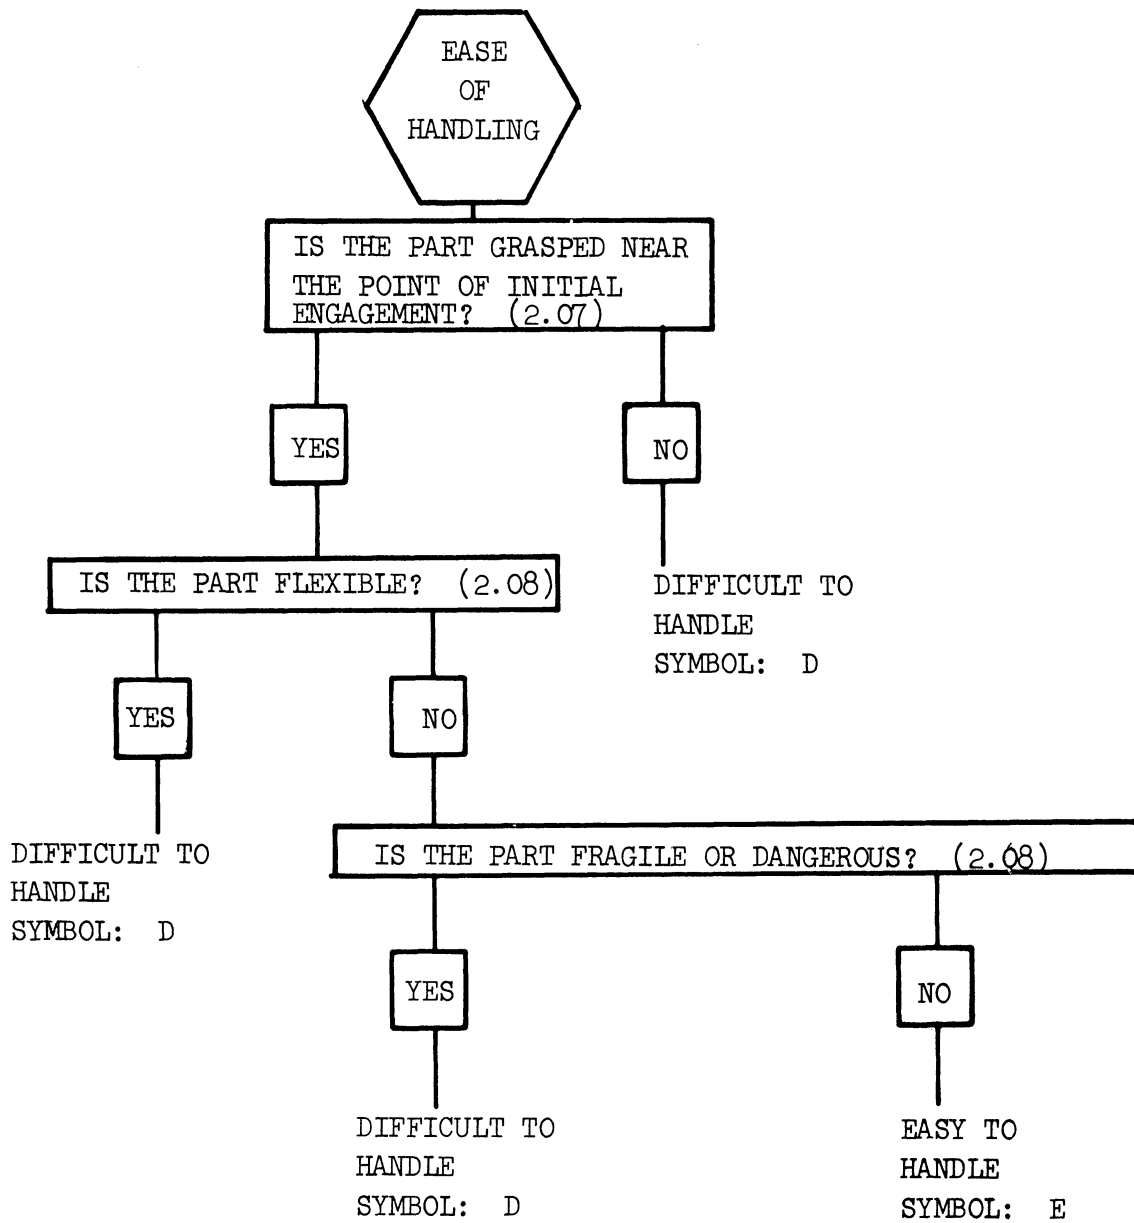 EASE
OF
HANDLING
IS THE PART GRASPED NEAR
THE POINT OF INITIAL
ENGAGEMENT? (2.07)
YES
NO
IS THE PART FLEXIBLE? (2.08)
DIFFICULT TO
HANDLE
SYMBOL: D
YES
NO
DIFFICULT TO
HANDLE
SYMBOL: D
IS THE PART FRAGILE OR DANGEROUS? (2.08)
YES
NO
DIFFICULT TO
HANDLE
SYMBOL: D
EASY TO
HANDLE
SYMBOL: E